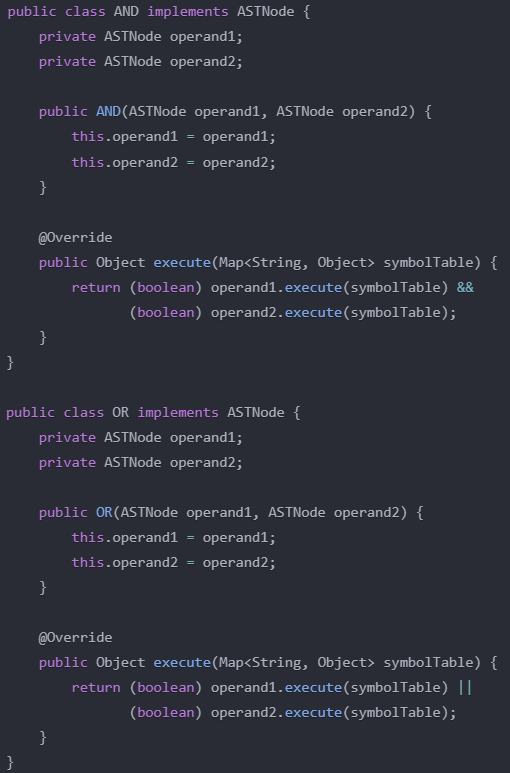 public class AND implements ASTNode {
    private ASTNode operand1;
    private ASTNode operand2;

    public AND(ASTNode operand1, ASTNode operand2) {
        this.operand1 = operand1;
        this.operand2 = operand2;
    }

    @Override
    public Object execute(Map<String, Object> symbolTable) {
        return (boolean) operand1.execute(symbolTable) &&
               (boolean) operand2.execute(symbolTable);
    }
}

public class OR implements ASTNode {
    private ASTNode operand1;
    private ASTNode operand2;

    public OR(ASTNode operand1, ASTNode operand2) {
        this.operand1 = operand1;
        this.operand2 = operand2;
    }

    @Override
    public Object execute(Map<String, Object> symbolTable) {
        return (boolean) operand1.execute(symbolTable) ||
               (boolean) operand2.execute(symbolTable);
    }
}